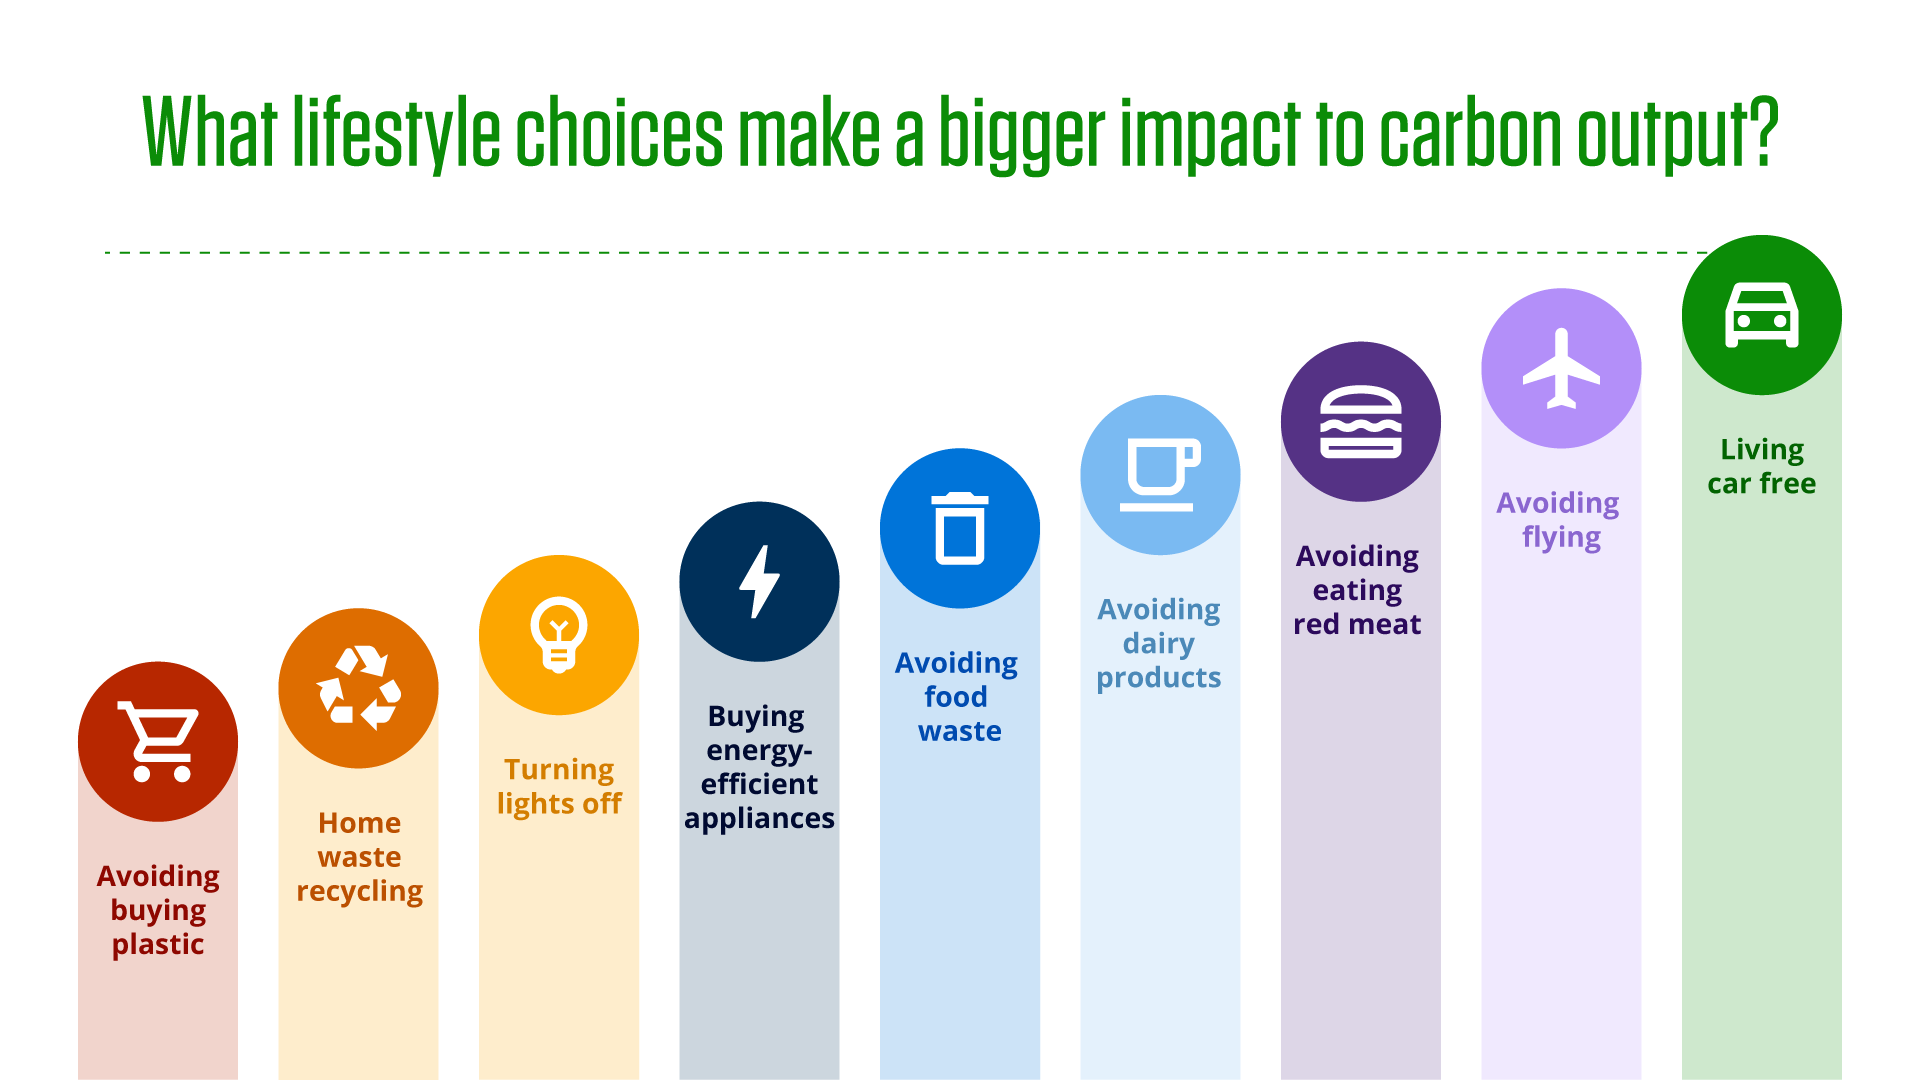 What lifestyle choices make a bigger impact to carbon output?
Avoiding
buying
plastic
Home
waste
recycling
Turning
lights off
Buying
energy-
efficient
appliances
Avoiding
food
waste
Avoiding
dairy
products
Avoiding
eating
red meat
Avoiding
flying
Living
car free